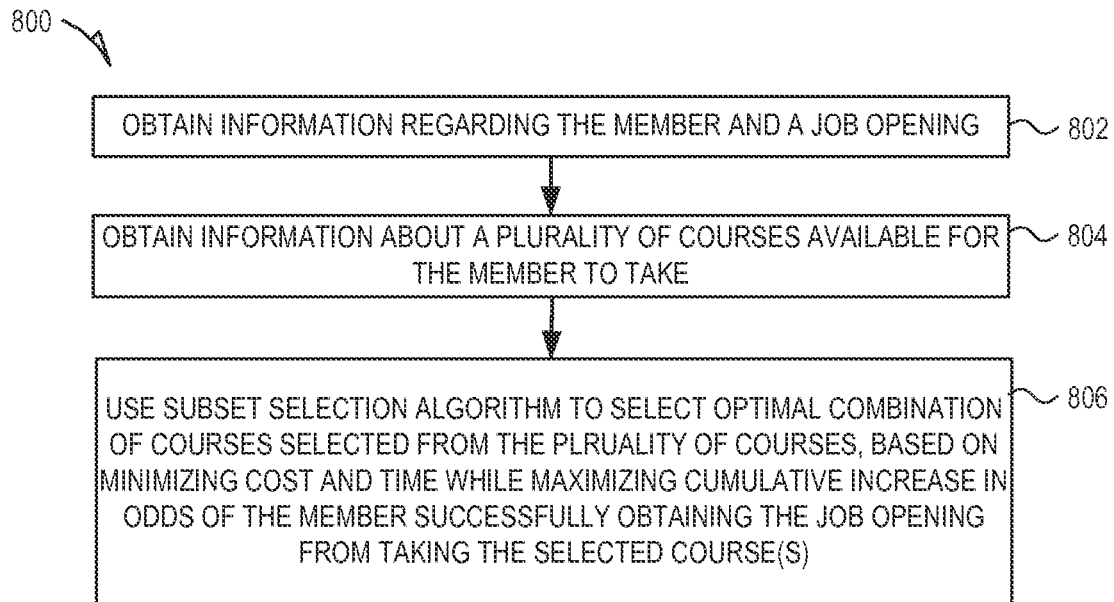 800
OBTAIN INFORMATION REGARDING THE MEMBER AND A JOB OPENING
802
OBTAIN INFORMATION ABOUT A PLURALITY OF COURSES AVAILABLE FOR
THE MEMBER TO TAKE
804
USE SUBSET SELECTION ALGORITHM TO SELECT OPTIMAL COMBINATION
OF COURSES SELECTED FROM THE PLRUALITY OF COURSES, BASED ON
MINIMIZING COST AND TIME WHILE MAXIMIZING CUMULATIVE INCREASE IN
ODDS OF THE MEMBER SUCCESSFULLY OBTAINING THE JOB OPENING
FROM TAKING THE SELECTED COURSE(S)
806